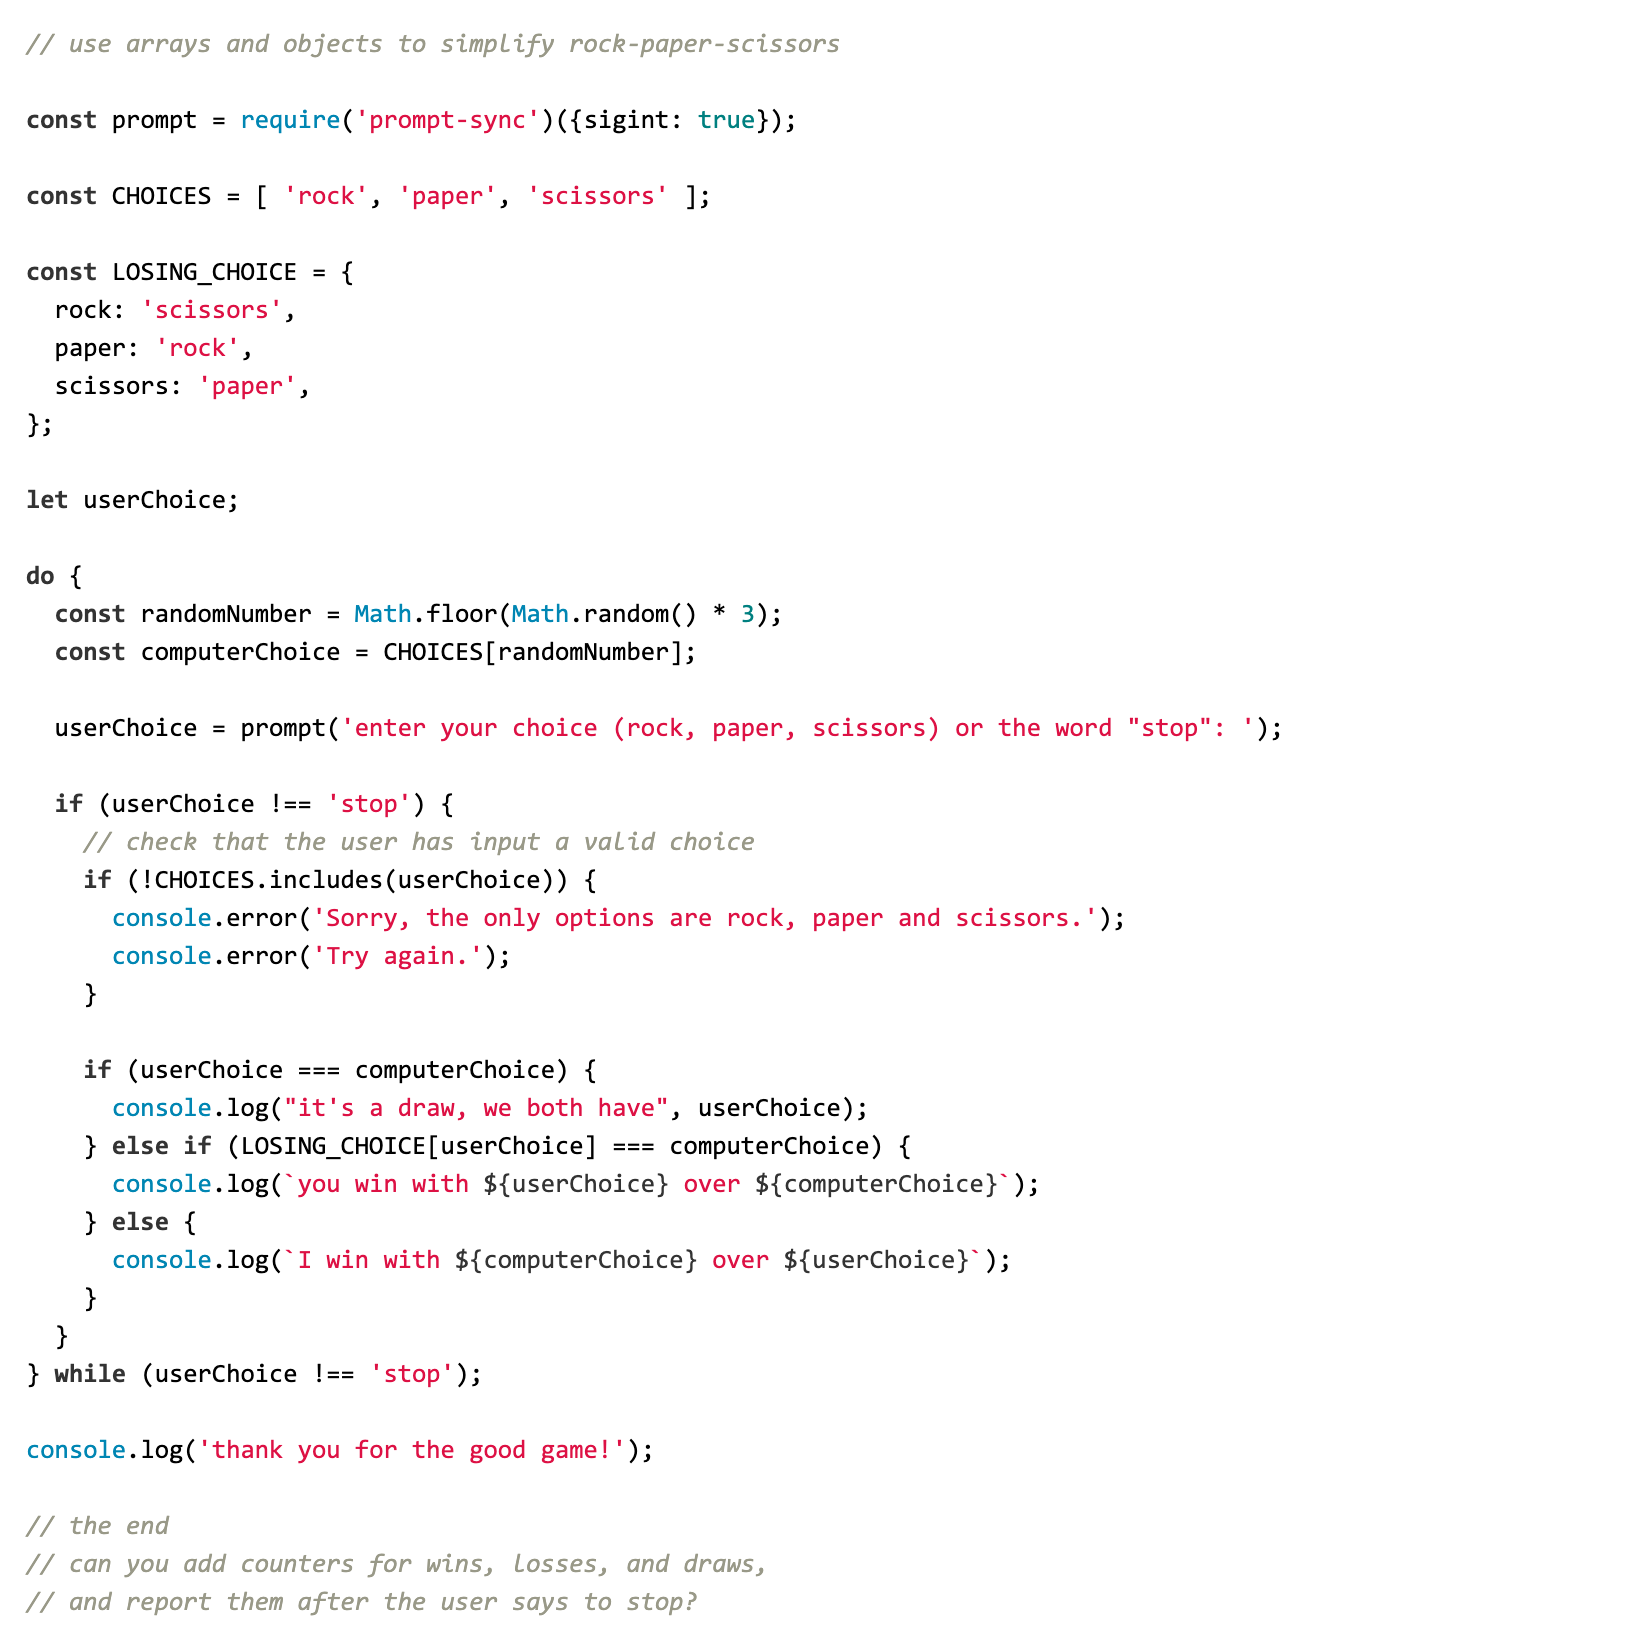 // use arrays and objects to simplify rock-paper-scissors

const prompt = require('prompt-sync')({sigint: true});

const CHOICES = [ 'rock', 'paper', 'scissors' ];

const LOSING_CHOICE = {
  rock: 'scissors',
  paper: 'rock',
  scissors: 'paper',
};

let userChoice;

do {
  const randomNumber = Math.floor(Math.random() * 3);
  const computerChoice = CHOICES[randomNumber];

  userChoice = prompt('enter your choice (rock, paper, scissors) or the word "stop": ');

  if (userChoice !== 'stop') {
    // check that the user has input a valid choice
    if (!CHOICES.includes(userChoice)) {
      console.error('Sorry, the only options are rock, paper and scissors.');
      console.error('Try again.');
    }

    if (userChoice === computerChoice) {
      console.log("it's a draw, we both have", userChoice);
    } else if (LOSING_CHOICE[userChoice] === computerChoice) {
      console.log(`you win with ${userChoice} over ${computerChoice}`);
    } else {
      console.log(`I win with ${computerChoice} over ${userChoice}`);
    }
  }
} while (userChoice !== 'stop');

console.log('thank you for the good game!');

// the end
// can you add counters for wins, losses, and draws,
// and report them after the user says to stop?